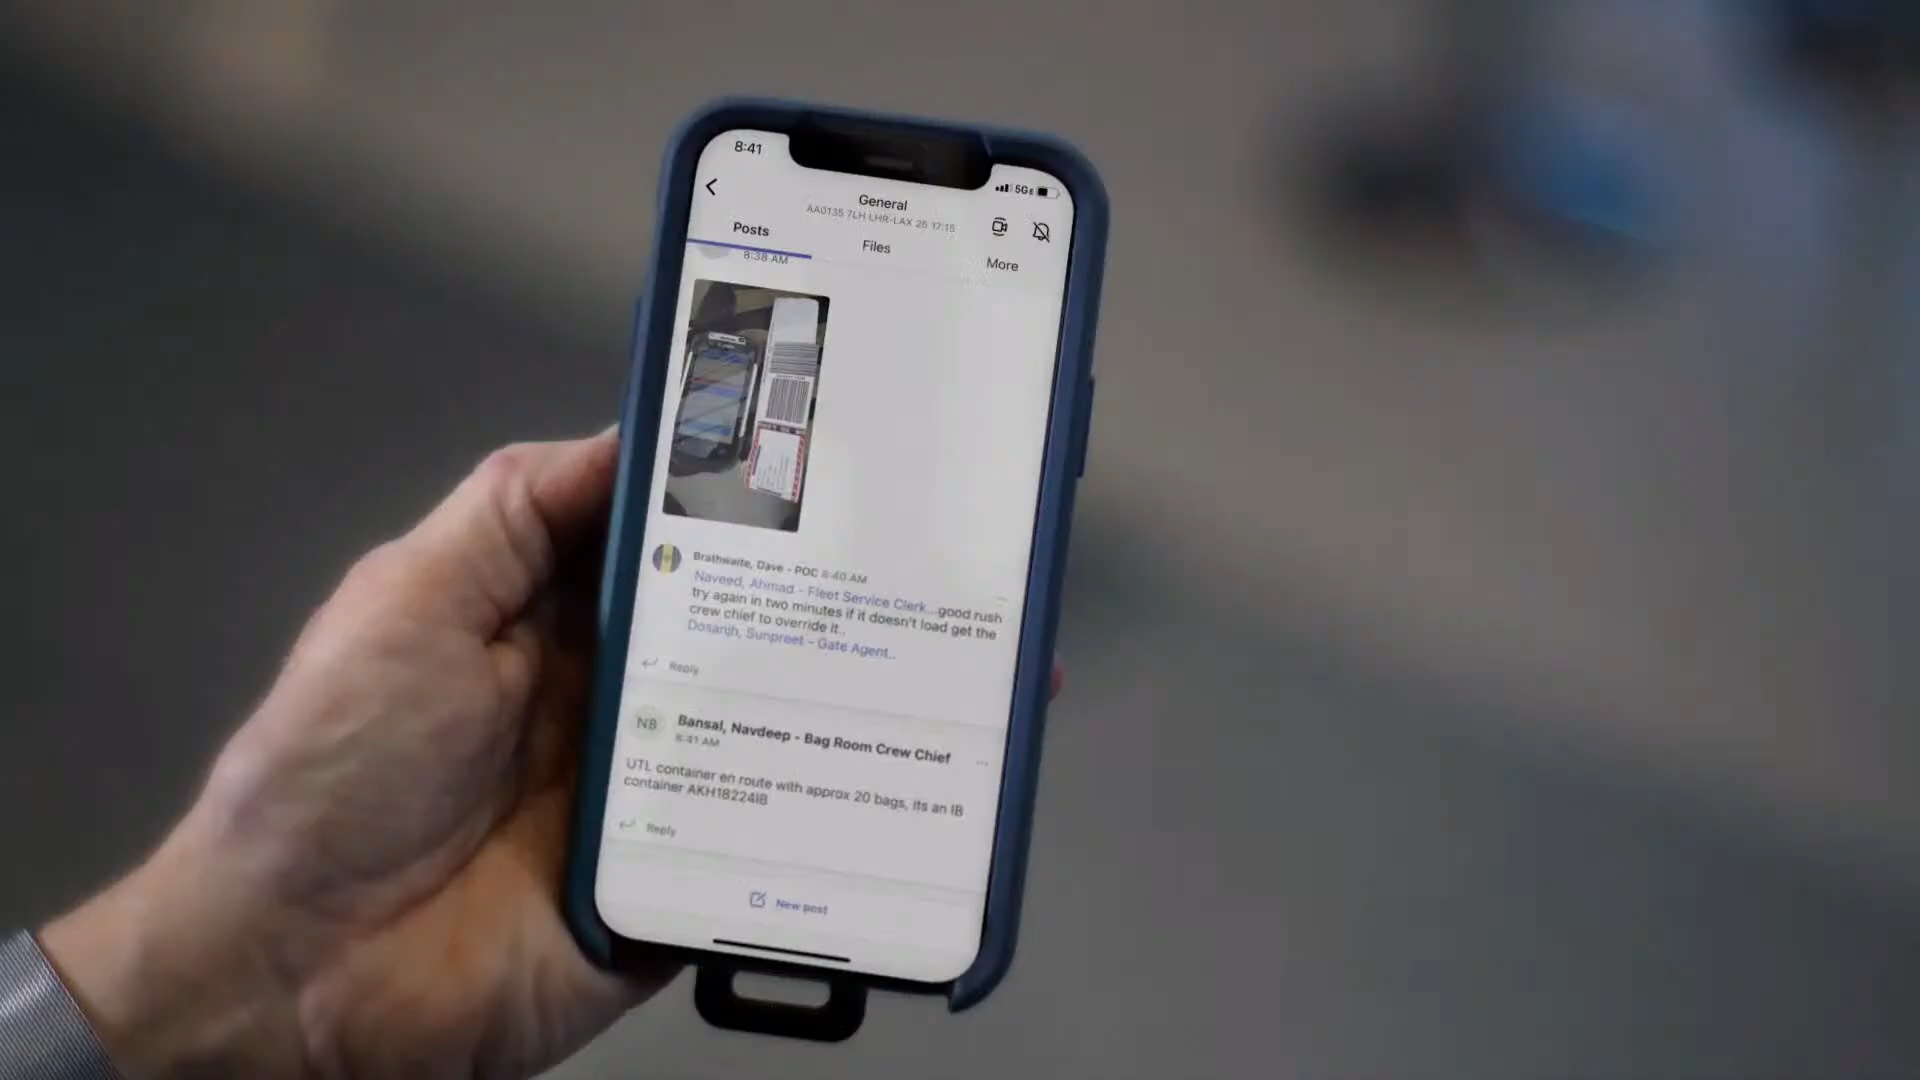 8:41
5GE
General
AA0135 7LH LHR-LAX 25 17:15
Posts
Files
More
8:38 AM
Brathwaite, Dave - POC 8:40 AM
Naveed, Ahmad - Fleet Service Clerk...good rush
try again in two minutes if it doesn't load get the
crew chief to override it..
Dosanjh, Sunpreet - Gate Agent..
Reply
NB
Bansal, Navdeep - Bag Room Crew Chief
8:41 AM
UTL container en route with approx 20 bags, its an IB
container AKH18224IB
Reply
New post